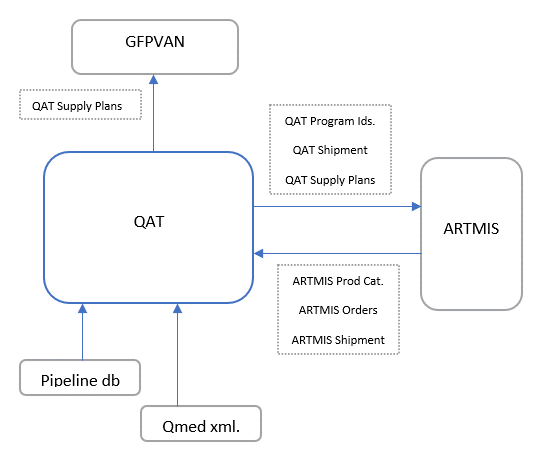 GFPVAN
QAT Supply Plans
QAT Program Ids.
QAT Shipment
QAT Supply Plans
QAT
ARTMIS
ARTMIS Prod Cat.
ARTMIS Orders
ARTMIS Shipment
Pipeline db
Qmed xml.